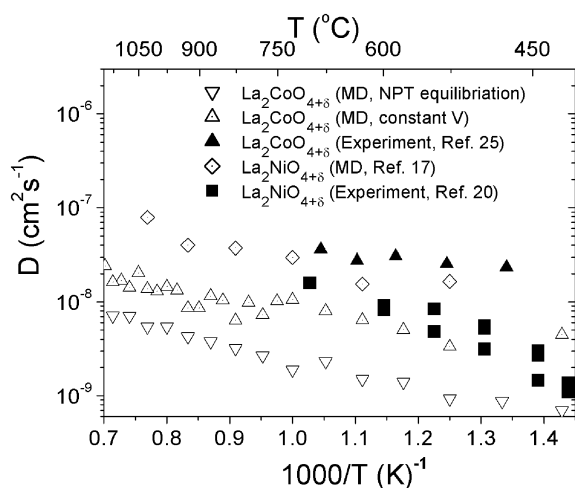 T (°C)
1050 900 750 600 450
10⁻⁶
10⁻⁷
10⁻⁸
10⁻⁹
D (cm²s⁻¹)
La₂CoO₄₊δ (MD, NPT equilibriation)
La₂CoO₄₊δ (MD, constant V)
La₂CoO₄₊δ (Experiment, Ref. 25)
La₂NiO₄₊δ (MD, Ref. 17)
La₂NiO₄₊δ (Experiment, Ref. 20)
0.7 0.8 0.9 1.0 1.1 1.2 1.3 1.4
1000/T (K)⁻¹